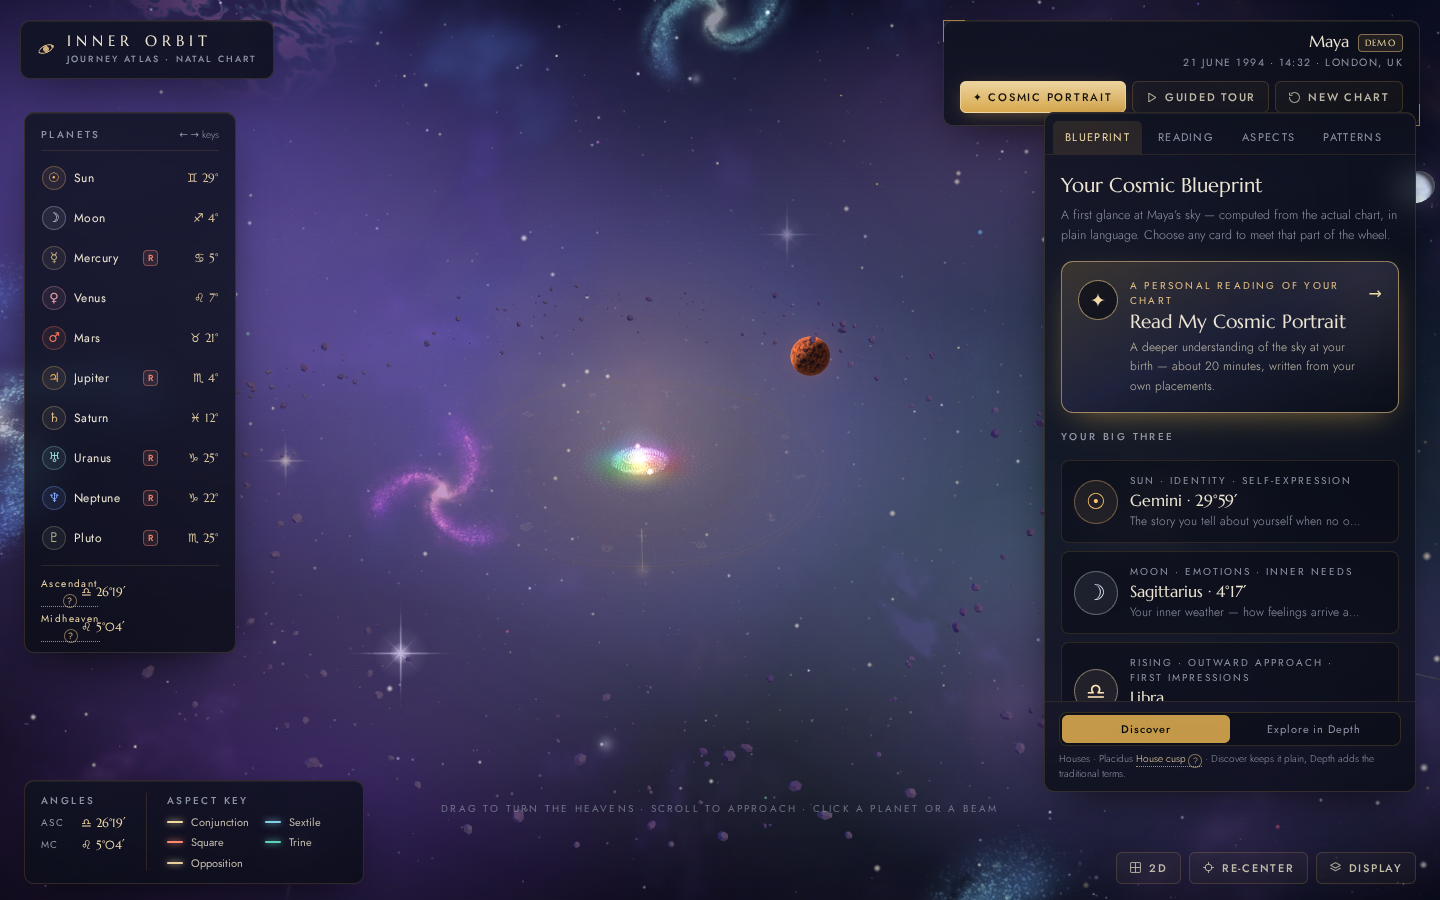 INNER ORBIT
JOURNEY ATLAS · NATAL CHART
Maya DEMO
21 JUNE 1994 · 14:32 · LONDON, UK
✦ COSMIC PORTRAIT
GUIDED TOUR
NEW CHART
PLANETS ←→ keys
☉ Sun ♊ 29°
☽ Moon ♐ 4°
☿ Mercury R ♋ 5°
♀ Venus ♌ 7°
♂ Mars ♉ 21°
♃ Jupiter R ♏ 4°
♄ Saturn ♓ 12°
♅ Uranus R ♑ 25°
♆ Neptune R ♑ 22°
♇ Pluto R ♏ 25°
Ascendant ? ♎ 26°19′
Midheaven ? ♌ 5°04′
BLUEPRINT READING ASPECTS PATTERNS
Your Cosmic Blueprint
A first glance at Maya's sky — computed from the actual chart, in
plain language. Choose any card to meet that part of the wheel.
A PERSONAL READING OF YOUR
CHART
→
Read My Cosmic Portrait
A deeper understanding of the sky at your
birth — about 20 minutes, written from your
own placements.
YOUR BIG THREE
SUN · IDENTITY · SELF-EXPRESSION
Gemini · 29°59′
The story you tell about yourself when no o...
MOON · EMOTIONS · INNER NEEDS
Sagittarius · 4°17′
Your inner weather — how feelings arrive a...
RISING · OUTWARD APPROACH ·
FIRST IMPRESSIONS
Libra
Discover
Explore in Depth
Houses · Placidus House cusp ? · Discover keeps it plain, Depth adds the
traditional terms.
ANGLES
ASC ♎ 26°19′
MC ♌ 5°04′
ASPECT KEY
Conjunction Sextile
Square Trine
Opposition
DRAG TO TURN THE HEAVENS · SCROLL TO APPROACH · CLICK A PLANET OR A BEAM
2D
RE-CENTER
DISPLAY